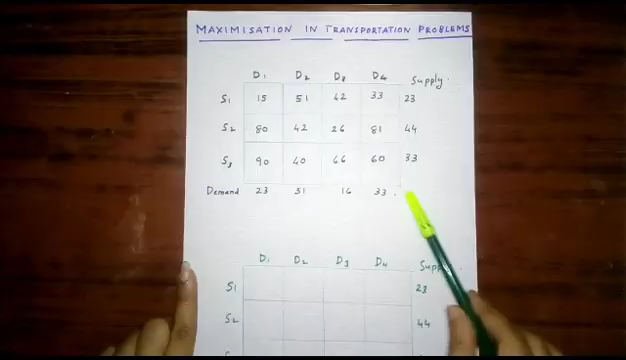 MAXIMISATION IN TRANSPORTATION PROBLEMS
D1 D2 D3 D4 Supply.
S1 15 51 42 33 23
S2 80 42 26 81 44
S3 90 40 66 60 33
Demand 23 31 16 33
D1 D2 D3 D4
S1 23
S2 44